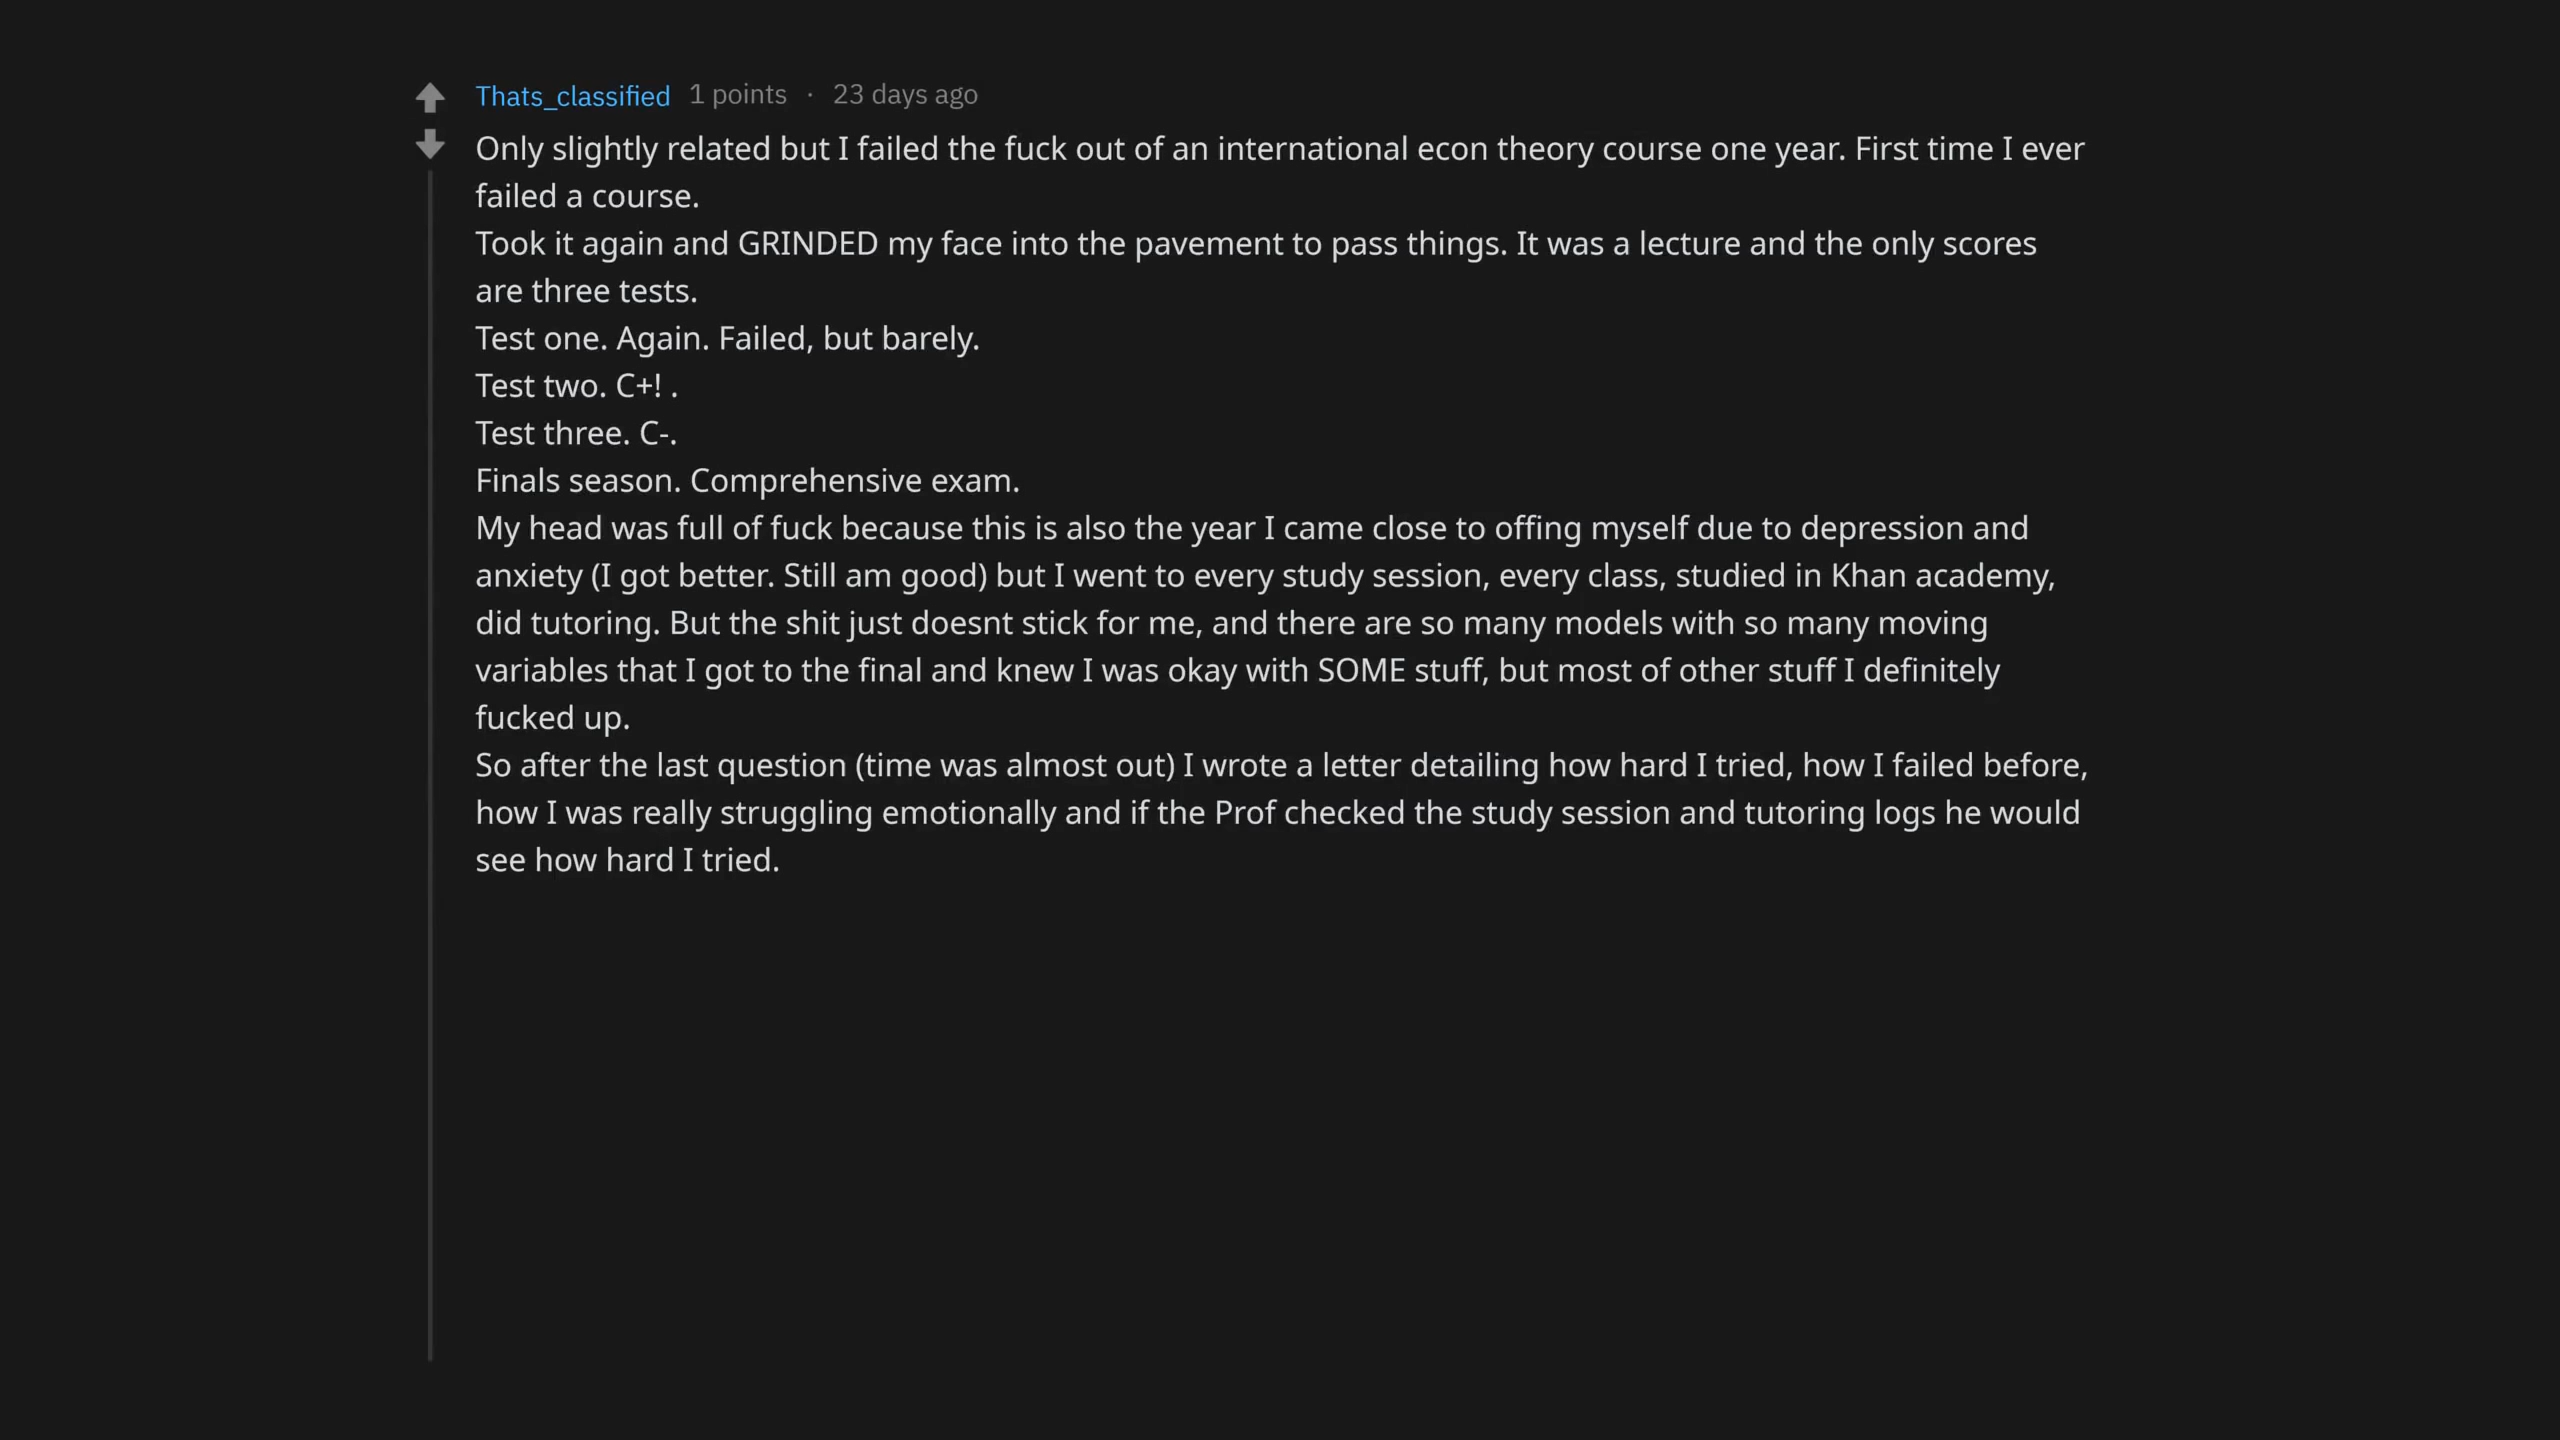 Thats_classified 1 points · 23 days ago
Only slightly related but I failed the fuck out of an international econ theory course one year. First time I ever
failed a course.
Took it again and GRINDED my face into the pavement to pass things. It was a lecture and the only scores
are three tests.
Test one. Again. Failed, but barely.
Test two. C+! .
Test three. C-.
Finals season. Comprehensive exam.
My head was full of fuck because this is also the year I came close to offing myself due to depression and
anxiety (I got better. Still am good) but I went to every study session, every class, studied in Khan academy,
did tutoring. But the shit just doesnt stick for me, and there are so many models with so many moving
variables that I got to the final and knew I was okay with SOME stuff, but most of other stuff I definitely
fucked up.
So after the last question (time was almost out) I wrote a letter detailing how hard I tried, how I failed before,
how I was really struggling emotionally and if the Prof checked the study session and tutoring logs he would
see how hard I tried.